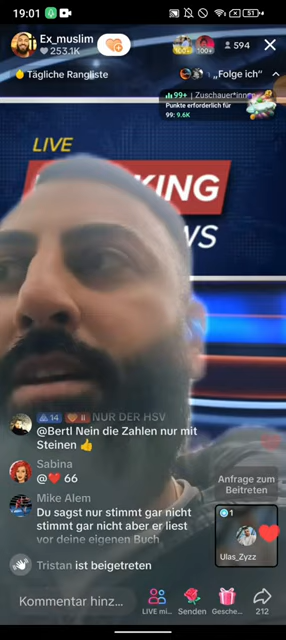 19:01
51
Ex_muslim
253.1K
100+
100+
594
Tägliche Rangliste
„Folge ich“
99+ | Zuschauer*innen
Punkte erforderlich für
99: 9.6K
LIVE
KING
WS
14 II NUR DER HSV
@Bertl Nein die Zahlen nur mit
Steinen 👍
Sabina
@❤️ 66
Mike Alem
Du sagst nur stimmt gar nicht
stimmt gar nicht aber er liest
vor deine eigenen Buch
Tristan ist beigetreten
Anfrage zum
Beitreten
1
Ulas_Zyzz
Kommentar hinz...
LIVE mi...
Senden
Gesche...
212